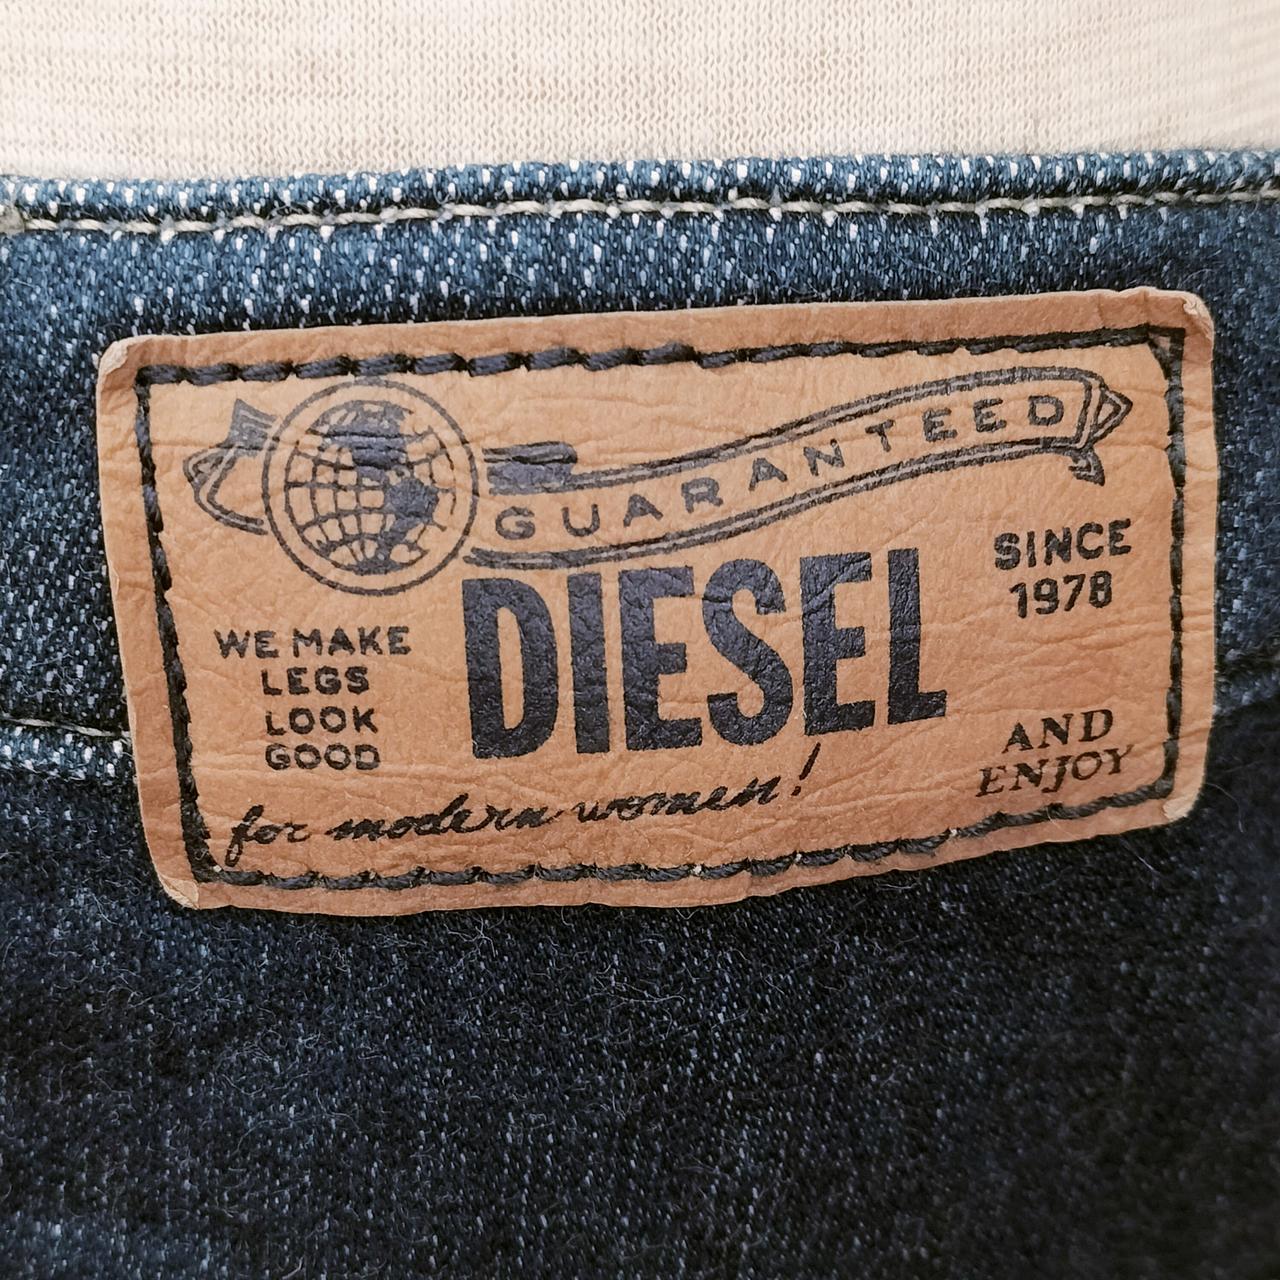 GUARANTEED
DIESEL
SINCE
1978
WE MAKE
LEGS
LOOK
GOOD
for modern women!
AND
ENJOY